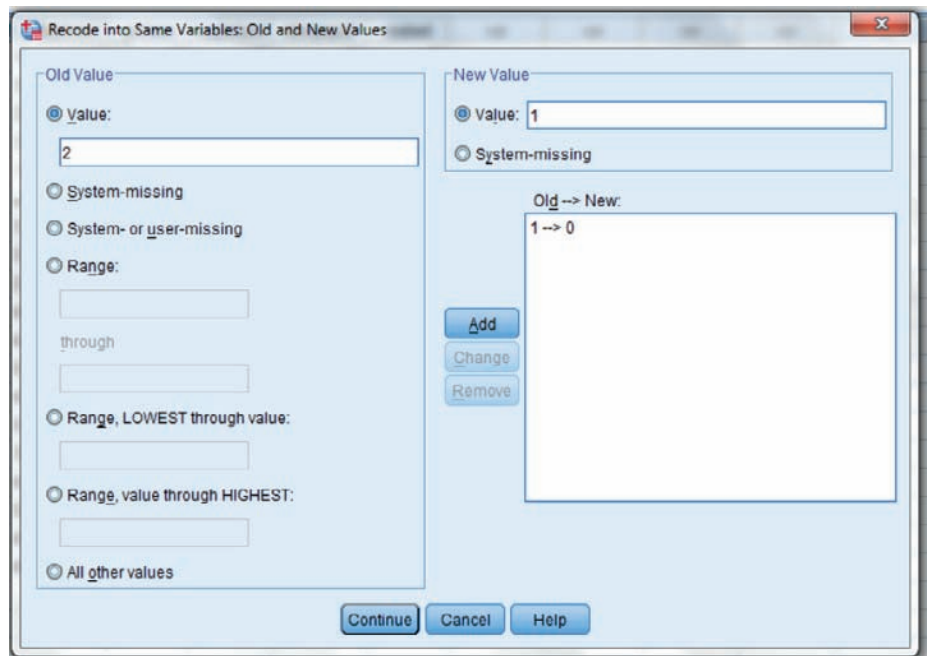 Recode into Same Variables: Old and New Values
Old Value
Value:
2
System-missing
System- or user-missing
Range:
through
Range, LOWEST through value:
Range, value through HIGHEST:
All other values
New Value
Value: 1
System-missing
Old --> New:
1 --> 0
Add
Change
Remove
Continue Cancel Help